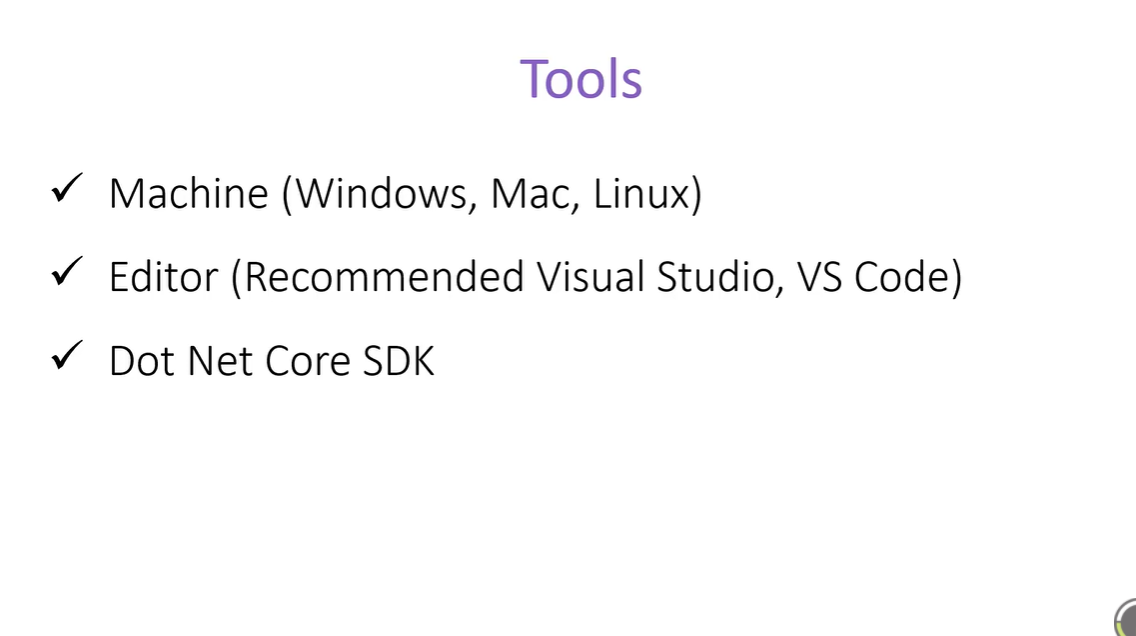 Tools
✓ Machine (Windows, Mac, Linux)
✓ Editor (Recommended Visual Studio, VS Code)
✓ Dot Net Core SDK